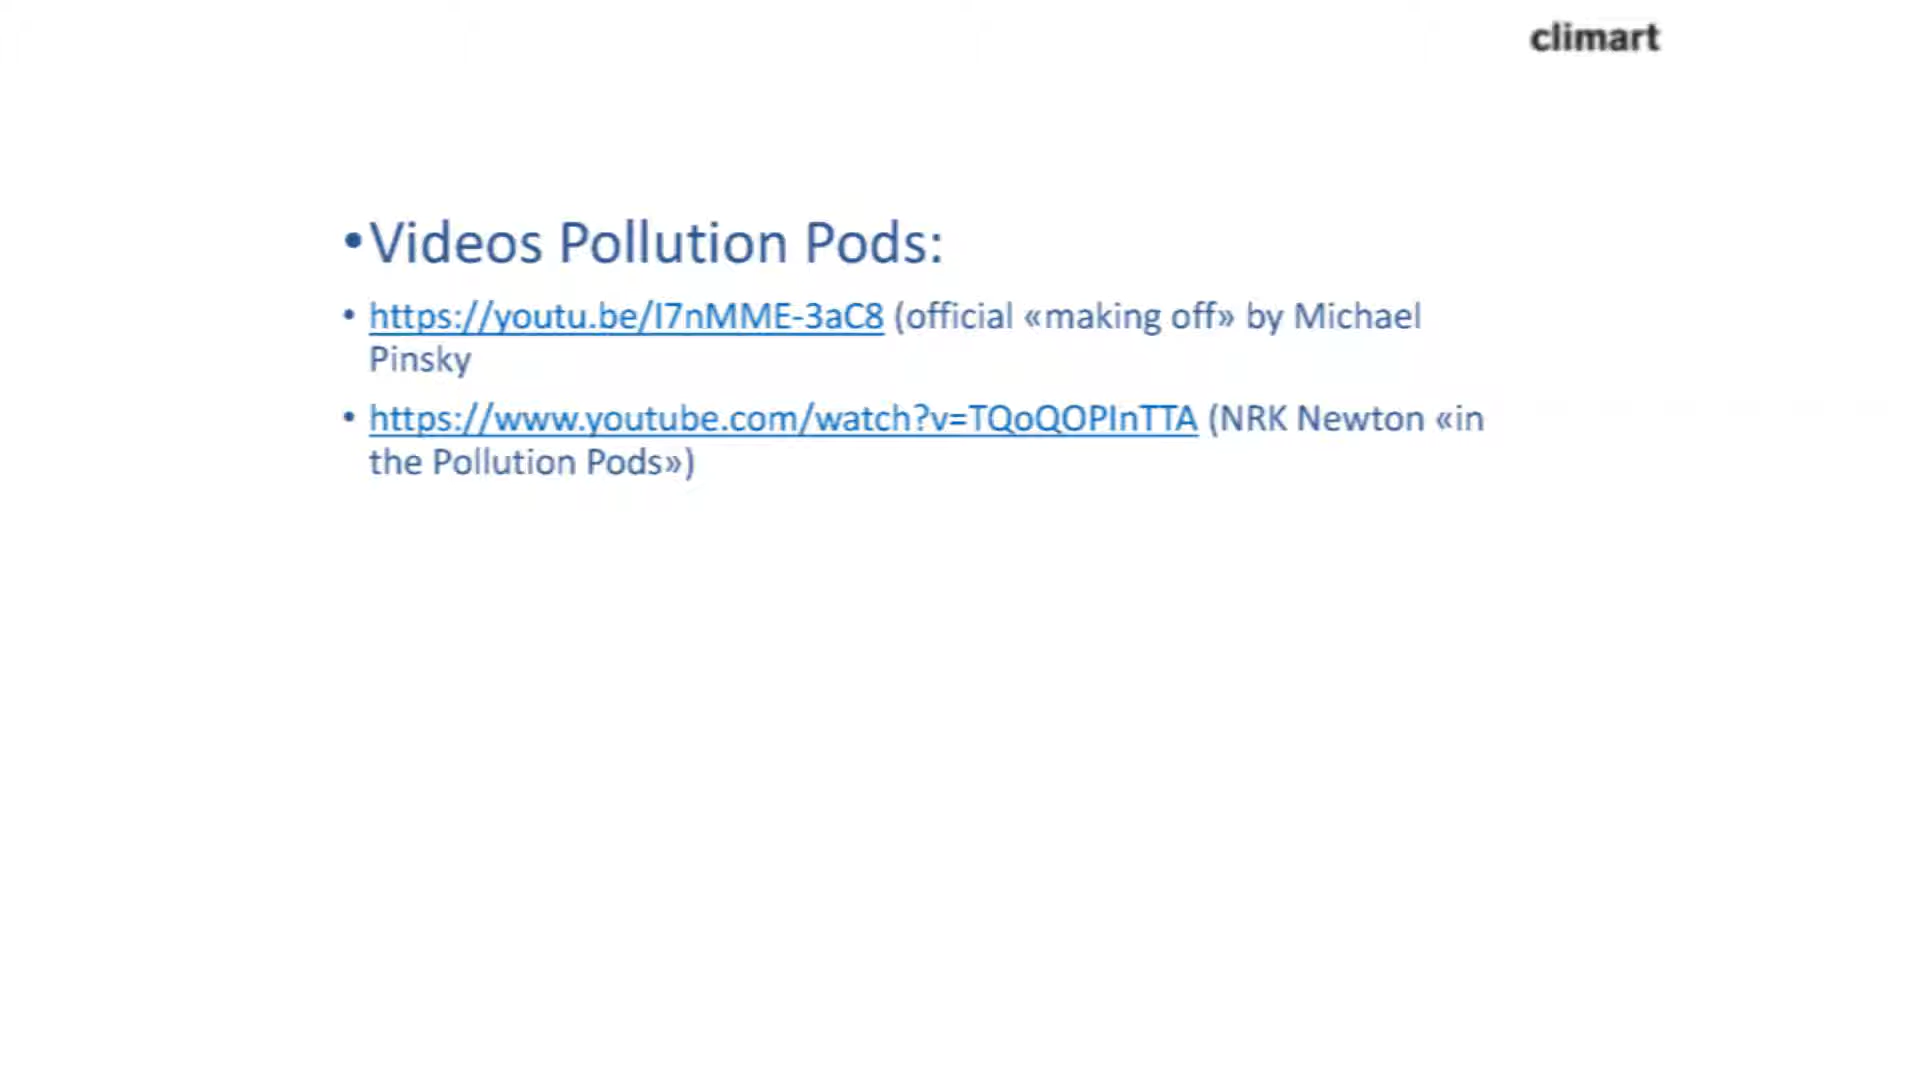 climart
•Videos Pollution Pods:
• https://youtu.be/I7nMME-3aC8 (official «making off» by Michael
Pinsky
• https://www.youtube.com/watch?v=TQoQOPInTTA (NRK Newton «in
the Pollution Pods»)